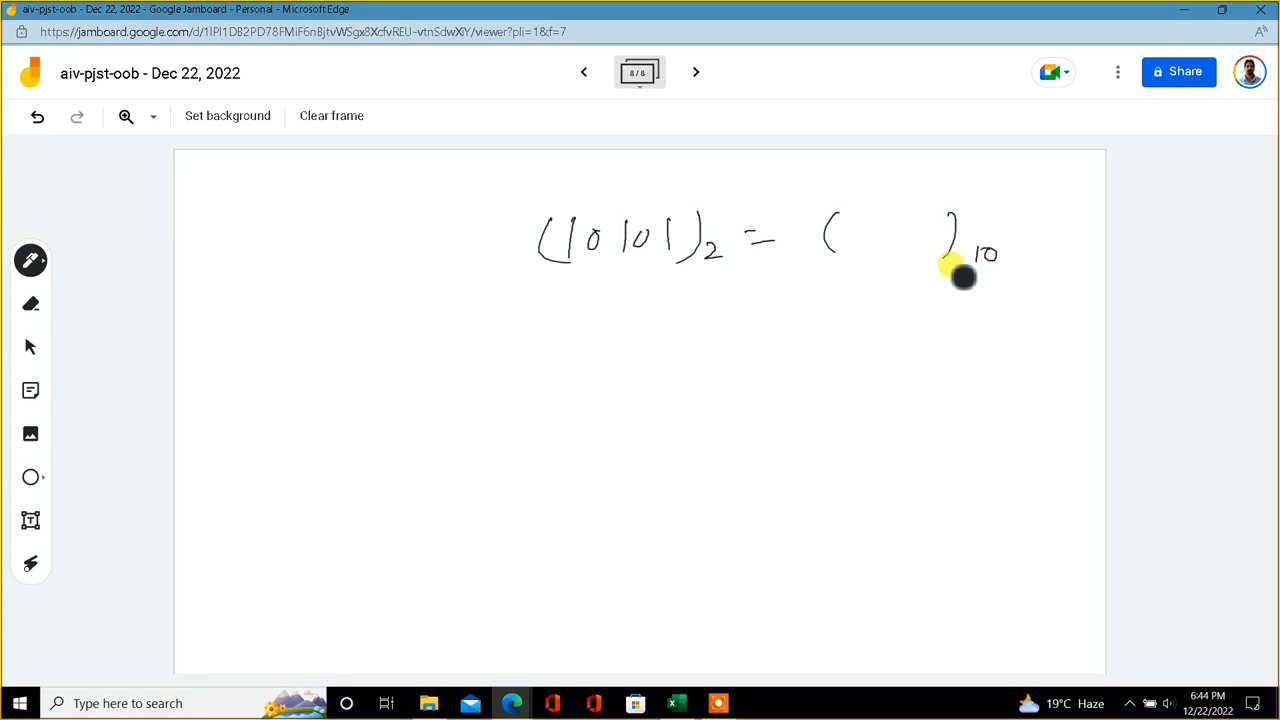 aiv-pjst-oob - Dec 22, 2022 - Google Jamboard - Personal - Microsoft Edge
https://jamboard.google.com/d/1lPl1DB2PD78FMiF6nBjtvWSgx8XcfvREU-vtnSdwXlY/viewer?pli=1&f=7
aiv-pjst-oob - Dec 22, 2022
8/8
Share
Set background
Clear frame
(10101)₂ = ( )₁₀
Type here to search
19°C Haze
6:44 PM
12/22/2022